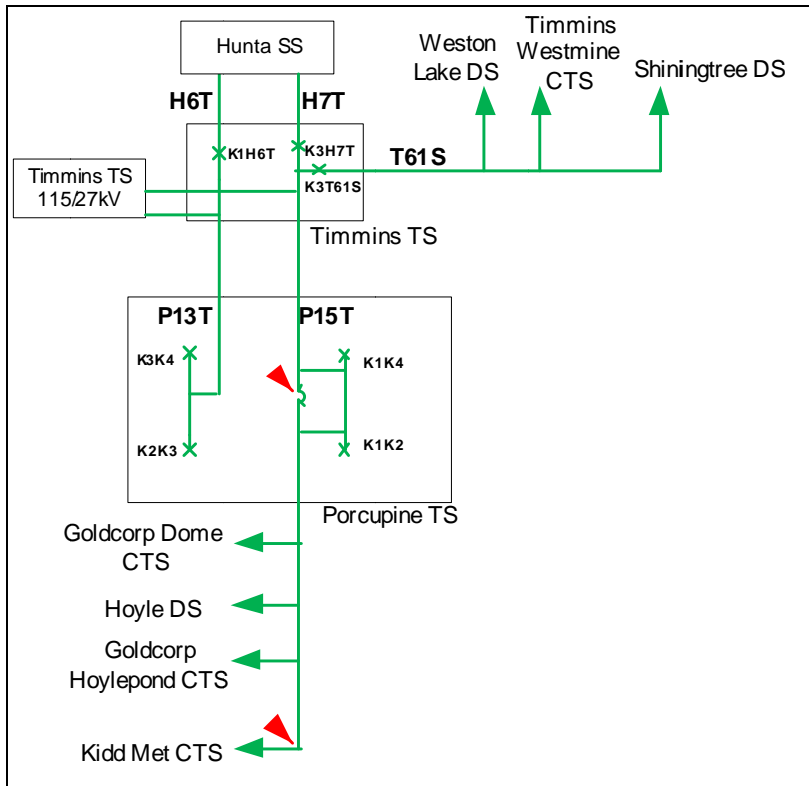 Hunta SS
Weston
Lake DS
Timmins
Westmine
CTS
Shiningtree DS
H6T
H7T
K1H6T
K3H7T
T61S
K3T61S
Timmins TS
115/27kV
Timmins TS
P13T
P15T
K3K4
K1K4
K2K3
K1K2
Porcupine TS
Goldcorp Dome
CTS
Hoyle DS
Goldcorp
Hoylepond CTS
Kidd Met CTS